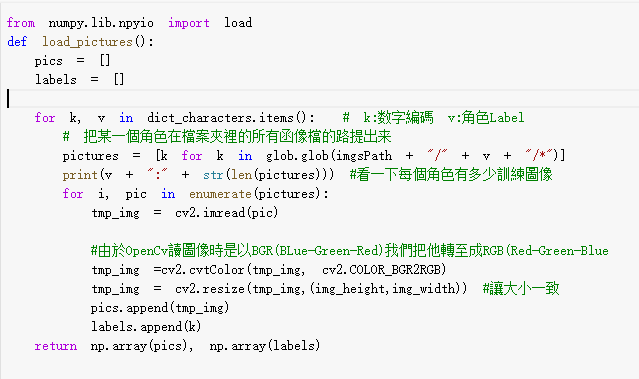 from numpy.lib.npyio import load
def load_pictures():
    pics = []
    labels = []
    for k, v in dict_characters.items():   # k:数字編碼 v:角色Label
        # 把某一個角色在檔案夾裡的所有函像檔的路提出来
        pictures = [k for k in glob.glob(imgsPath + "/" + v + "/*")]
        print(v + ":" + str(len(pictures)))  #看一下每個角色有多少訓練圖像
        for i, pic in enumerate(pictures):
            tmp_img = cv2.imread(pic)
            #由於OpenCv讀圖像時是以BGR(BLue-Green-Red)我們把他轉至成RGB(Red-Green-Blue
            tmp_img =cv2.cvtColor(tmp_img, cv2.COLOR_BGR2RGB)
            tmp_img = cv2.resize(tmp_img,(img_height,img_width))  #讓大小一致
            pics.append(tmp_img)
            labels.append(k)
    return np.array(pics), np.array(labels)